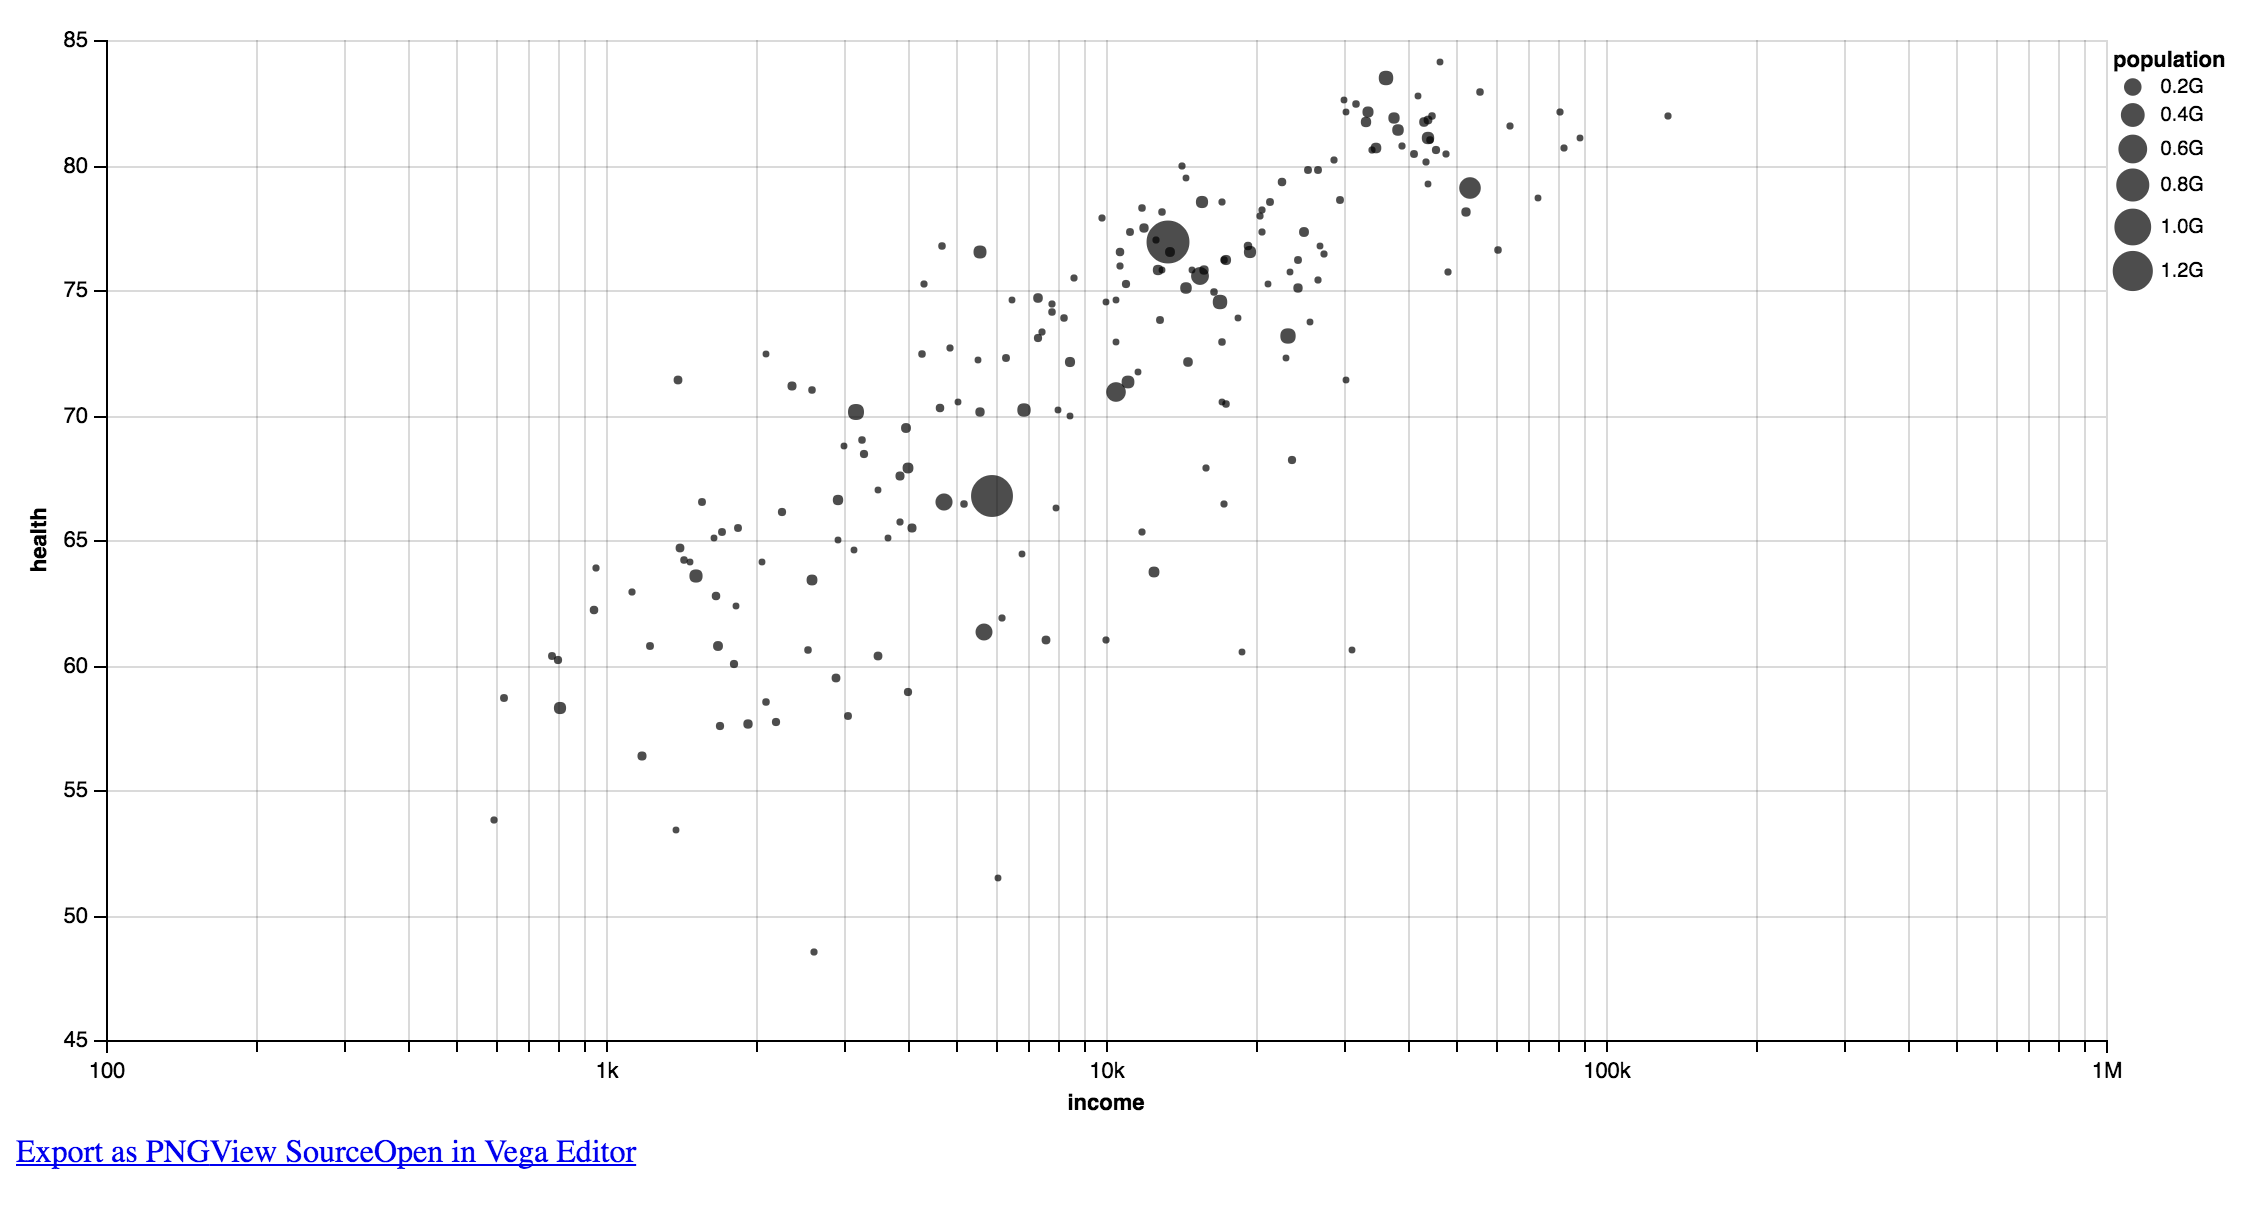 85
80
75
70
65
60
55
50
45
health
100 1k 10k 100k 1M
income
population
0.2G
0.4G
0.6G
0.8G
1.0G
1.2G
Export as PNGView SourceOpen in Vega Editor